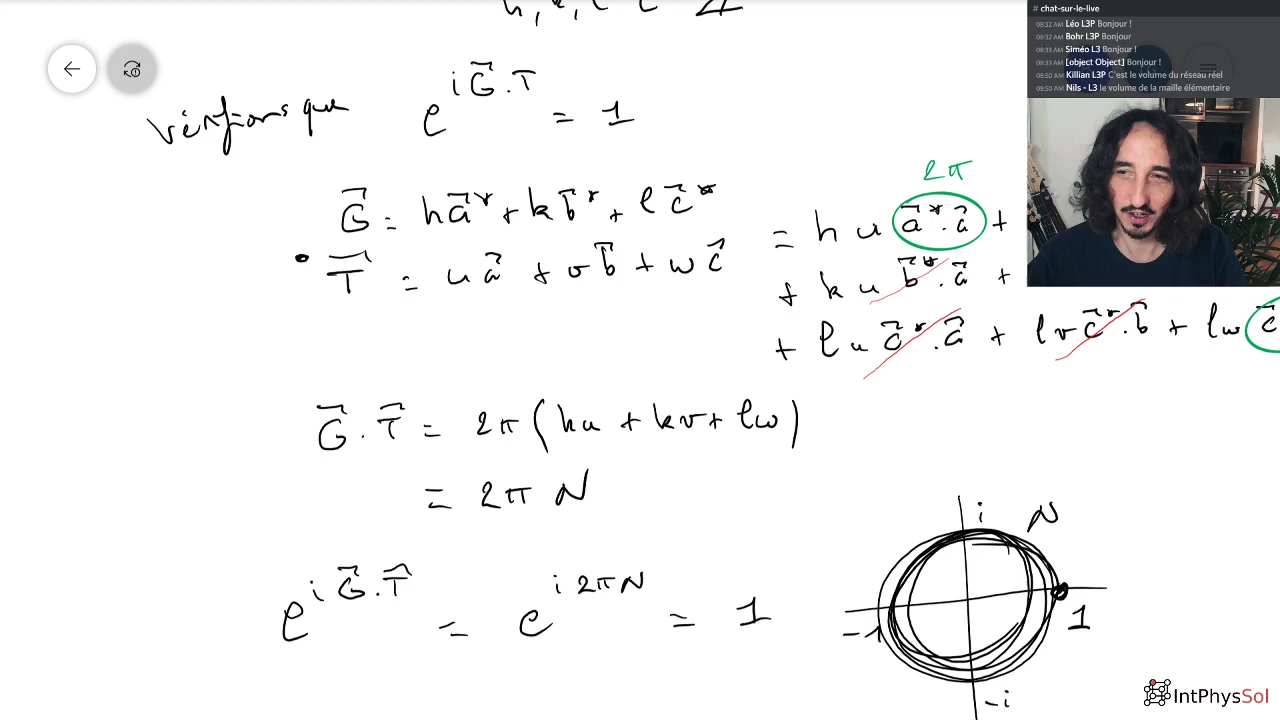 h, k, l ∈ ℤ
# chat-sur-le-live
08:32 AM Léo L3P Bonjour !
08:32 AM Bohr L3P Bonjour
08:33 AM Siméo L3 Bonjour !
08:33 AM [object Object] Bonjour !
08:50 AM Killian L3P C'est le volume du réseau réel
08:50 AM Nils - L3 le volume de la maille élémentaire
vérifions que e^{i G⃗.T⃗} = 1
2π
G⃗ = h a⃗* + k b⃗* + l c⃗*
• T⃗ = u a⃗ + v b⃗ + w c⃗
= h u a⃗*.a⃗ +
+ k u b⃗*.a⃗ +
+ l u c⃗*.a⃗ + l v c⃗*.b⃗ + l w c⃗
G⃗.T⃗ = 2π (hu + kv + lw)
= 2π N
e^{i G⃗.T⃗} = e^{i 2π N} = 1
i
N
-1
1
-i
IntPhysSol